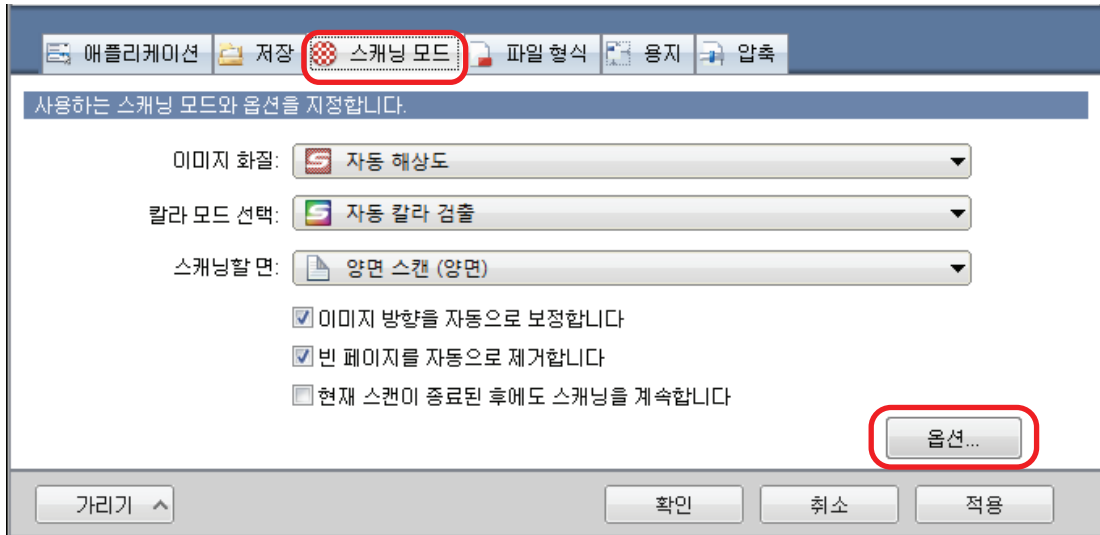 애플리케이션 저장 스캐닝 모드 파일 형식 용지 압축
사용하는 스캐닝 모드와 옵션을 지정합니다.
이미지 화질: 자동 해상도
칼라 모드 선택: 자동 칼라 검출
스캐닝할 면: 양면 스캔 (양면)
이미지 방향을 자동으로 보정합니다
빈 페이지를 자동으로 제거합니다
현재 스캔이 종료된 후에도 스캐닝을 계속합니다
옵션...
가리기 확인 취소 적용